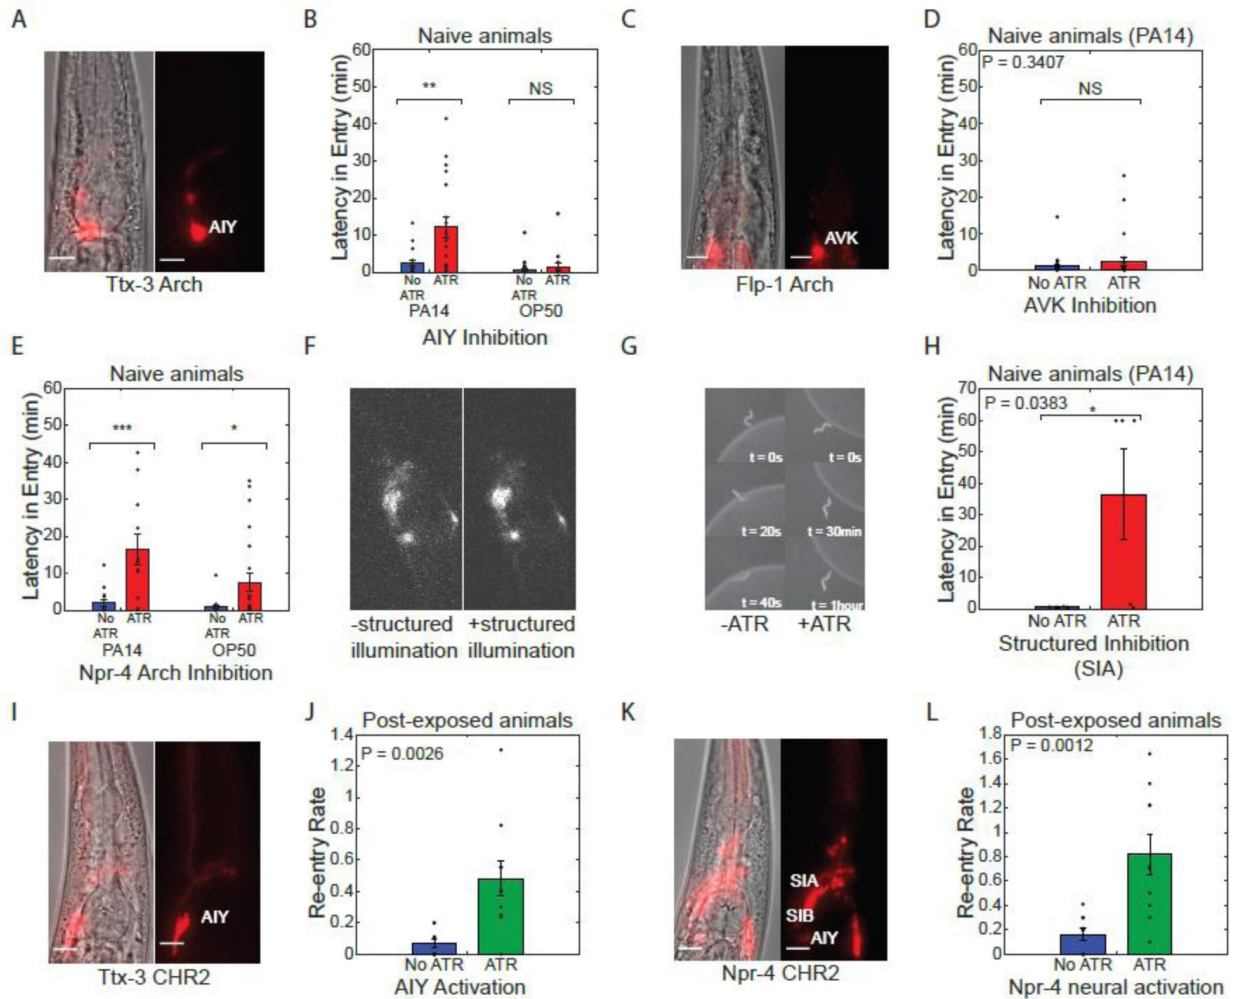 A
AIY
Ttx-3 Arch
B
Naive animals
Latency in Entry (min)
60
50
40
30
20
10
0
**
NS
No ATR
ATR
No ATR
ATR
PA14
OP50
AIY Inhibition
C
AVK
Flp-1 Arch
D
Naive animals (PA14)
P = 0.3407
Latency in Entry (min)
60
50
40
30
20
10
0
NS
No ATR
ATR
AVK Inhibition
E
Naive animals
Latency in Entry (min)
60
50
40
30
20
10
0
***
*
No ATR
ATR
No ATR
ATR
PA14
OP50
Npr-4 Arch Inhibition
F
-structured
illumination
+structured
illumination
G
t = 0s
t = 0s
t = 20s
t = 30min
t = 40s
t = 1hour
-ATR
+ATR
H
Naive animals (PA14)
P = 0.0383
Latency in Entry (min)
70
60
50
40
30
20
10
0
*
No ATR
ATR
Structured Inhibition
(SIA)
I
AIY
Ttx-3 CHR2
J
Post-exposed animals
P = 0.0026
Re-entry Rate
1.4
1.2
1
0.8
0.6
0.4
0.2
0
No ATR
ATR
AIY Activation
K
SIA
SIB
AIY
Npr-4 CHR2
L
Post-exposed animals
P = 0.0012
Re-entry Rate
1.8
1.6
1.4
1.2
1
0.8
0.6
0.4
0.2
0
No ATR
ATR
Npr-4 neural activation